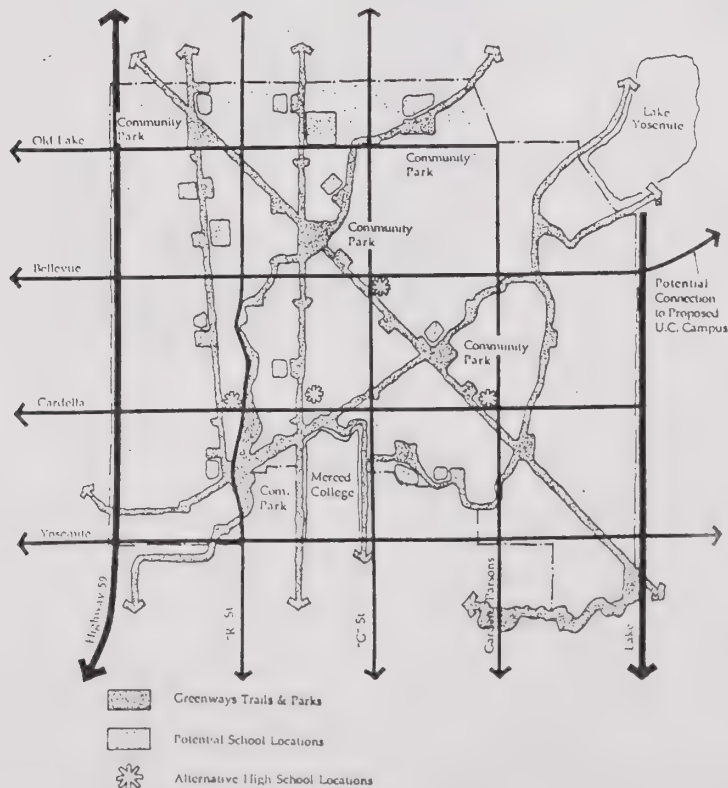 Community
Park
Lake
Yosemite
Old Lake
Community
Park
Community
Park
Bellevue
Potential
Connection
to Proposed
U.C. Campus
Community
Park
Cardella
Com.
Park
Merced
College
Yosemite
Highway 59
"R" St
"G" St
Gardner/Parsons
Lake
Greenways Trails & Parks
Potential School Locations
Alternative High School Locations